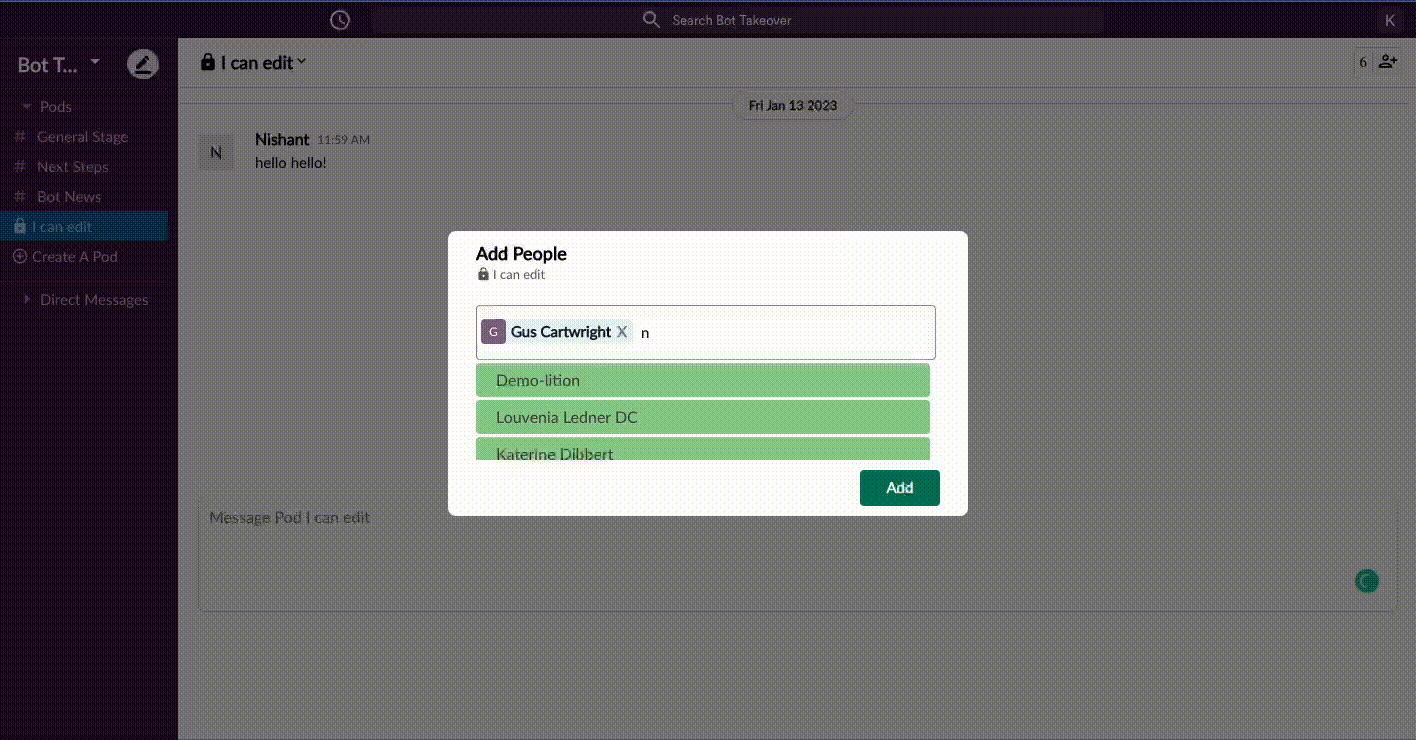 Search Bot Takeover
K
Bot T...
Pods
# General Stage
# Next Steps
# Bot News
I can edit
Create A Pod
Direct Messages
I can edit
6
Fri Jan 13 2023
N
Nishant 11:59 AM
hello hello!
Add People
I can edit
G Gus Cartwright X n
Demo-lition
Louvenia Ledner DC
Katerine Dibbert
Add
Message Pod I can edit